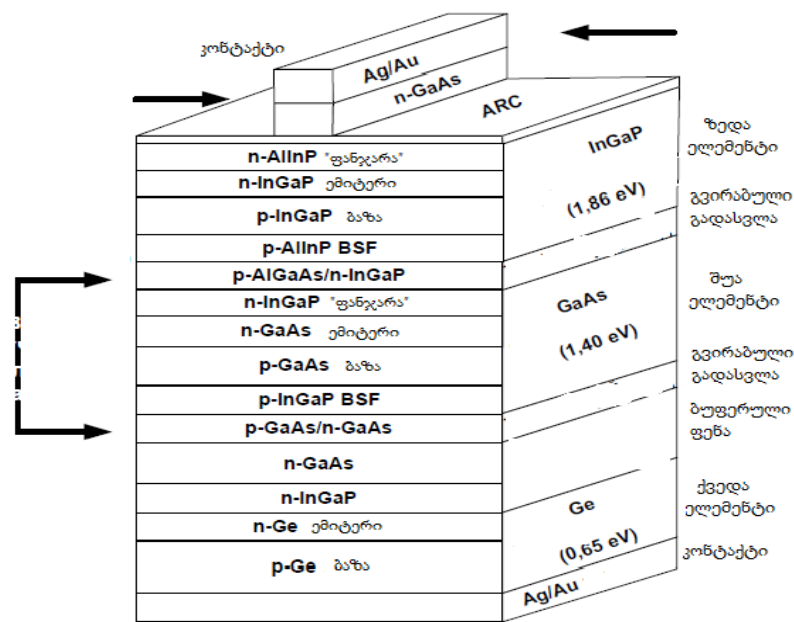 კონტაქტი
Ag/Au
n-GaAs
ARC
n-AlInP "ფანჯარა"
n-InGaP ემიტერი
p-InGaP ბაზა
p-AlInP BSF
p-AlGaAs/n-InGaP
n-InGaP "ფანჯარა"
n-GaAs ემიტერი
p-GaAs ბაზა
p-InGaP BSF
p-GaAs/n-GaAs
n-GaAs
n-InGaP
n-Ge ემიტერი
p-Ge ბაზა
InGaP
(1,86 eV)
GaAs
(1,40 eV)
Ge
(0,65 eV)
Ag/Au
ზედა
ელემენტი
გვირაბული
გადასვლა
შუა
ელემენტი
გვირაბული
გადასვლა
ბუფერული
ფენა
ქვედა
ელემენტი
კონტაქტი